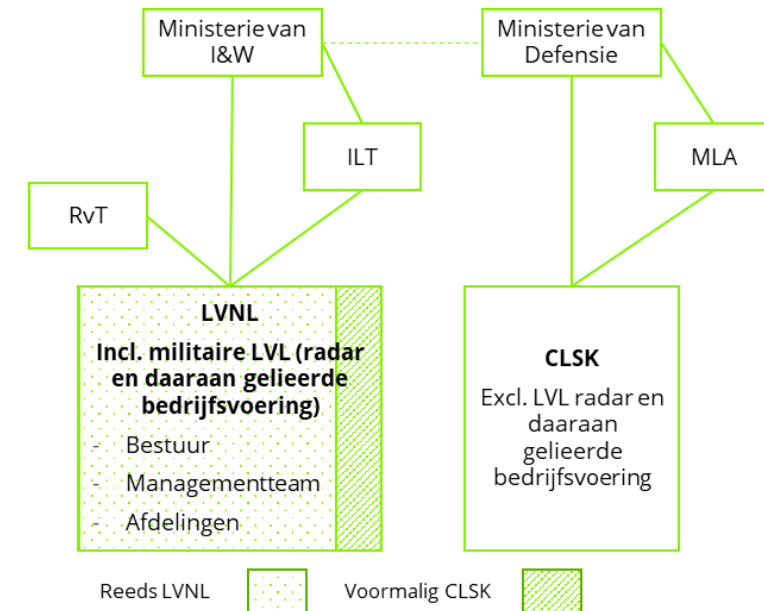 Ministerie van
I&W
Ministerie van
Defensie
ILT
MLA
RvT
LVNL
Incl. militaire LVL (radar
en daaraan gelieerde
bedrijfsvoering)
- Bestuur
- Managementteam
- Afdelingen
CLSK
Excl. LVL radar en
daaraan
gelieerde
bedrijfsvoering
Reeds LVNL
Voormalig CLSK